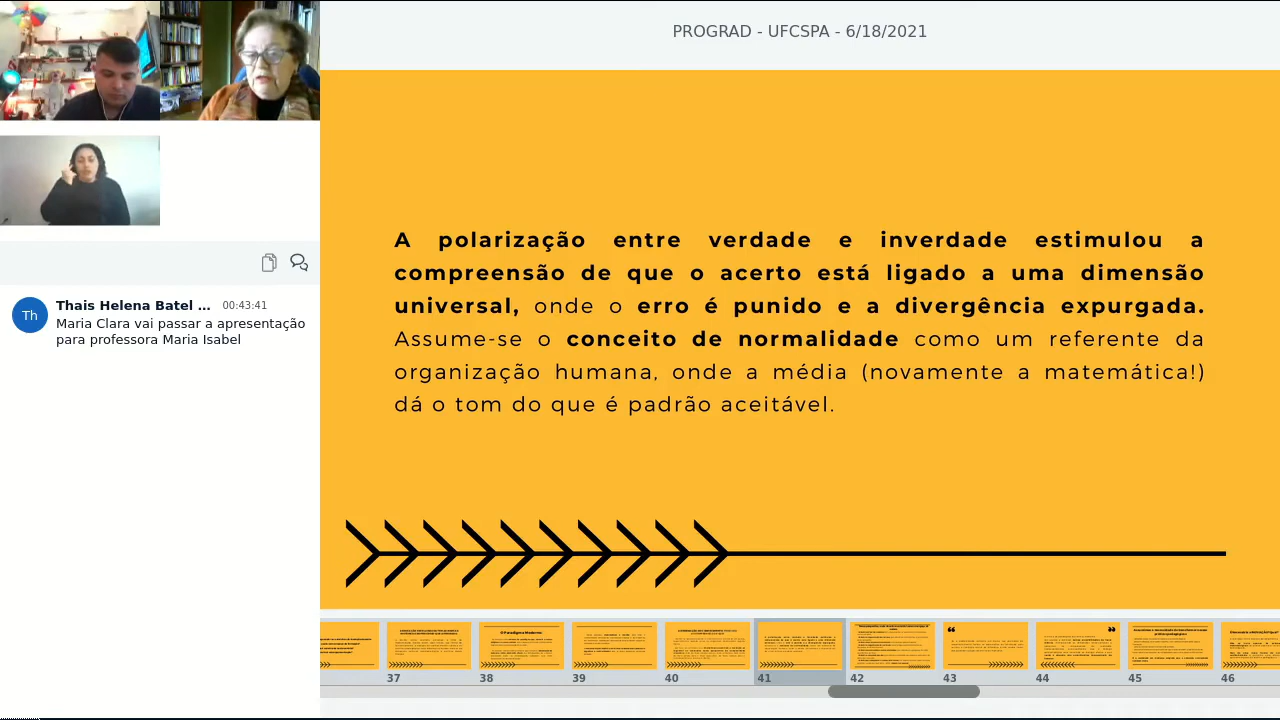 PROGRAD - UFCSPA - 6/18/2021
A polarização entre verdade e inverdade estimulou a
compreensão de que o acerto está ligado a uma dimensão
universal, onde o erro é punido e a divergência expurgada.
Assume-se o conceito de normalidade como um referente da
organização humana, onde a média (novamente a matemática!)
dá o tom do que é padrão aceitável.
Th
Thais Helena Batel ... 00:43:41
Maria Clara vai passar a apresentação
para professora Maria Isabel
O Paradigma Moderno
37 38 39 40 41 42 43 44 45 46